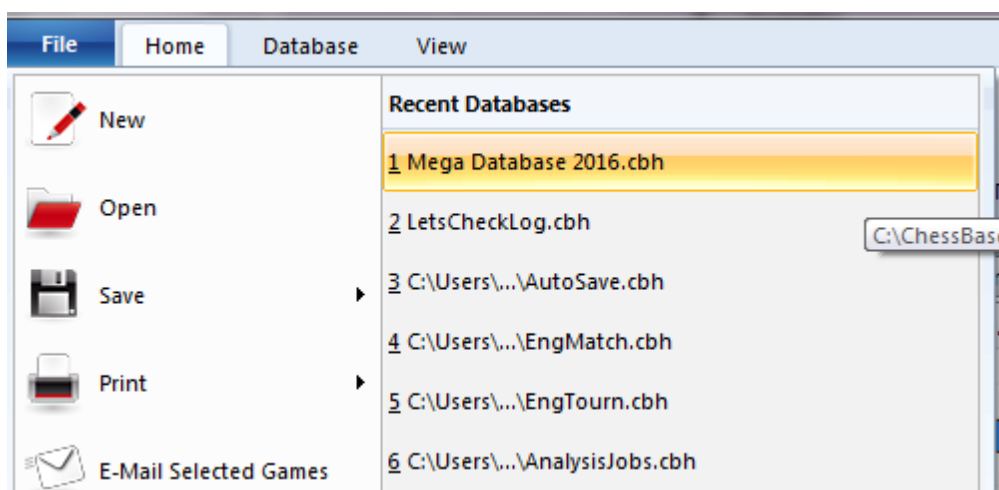 File Home Database View
New
Open
Save
Print
E-Mail Selected Games
Recent Databases
1 Mega Database 2016.cbh
2 LetsCheckLog.cbh
3 C:\Users\...\AutoSave.cbh
4 C:\Users\...\EngMatch.cbh
5 C:\Users\...\EngTourn.cbh
6 C:\Users\...\AnalysisJobs.cbh
C:\ChessBase